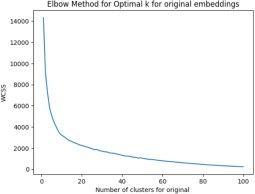 Elbow Method for Optimal k for original embeddings
14000
12000
10000
8000
6000
4000
2000
0
WCSS
0 20 40 60 80 100
Number of clusters for original